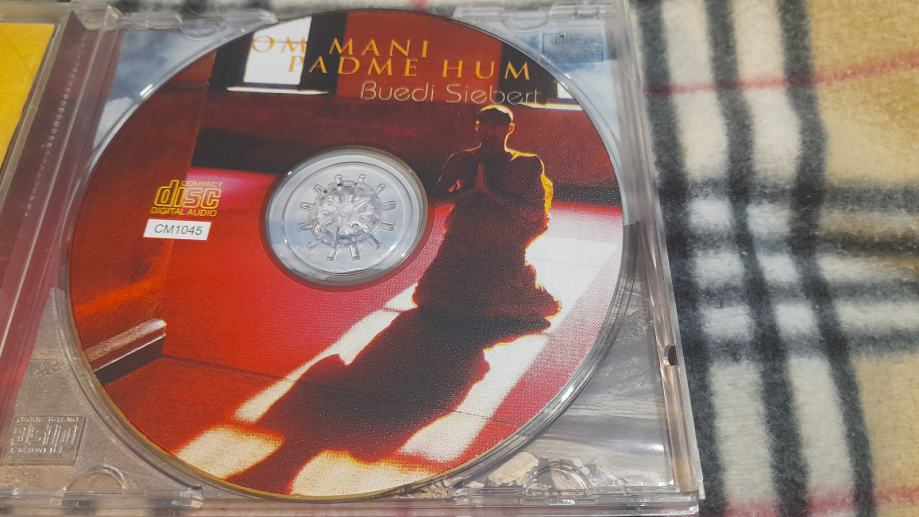 OM MANI
PADME HUM
Buedi Siebert
COMPACT
disc
DIGITAL AUDIO
CM1045